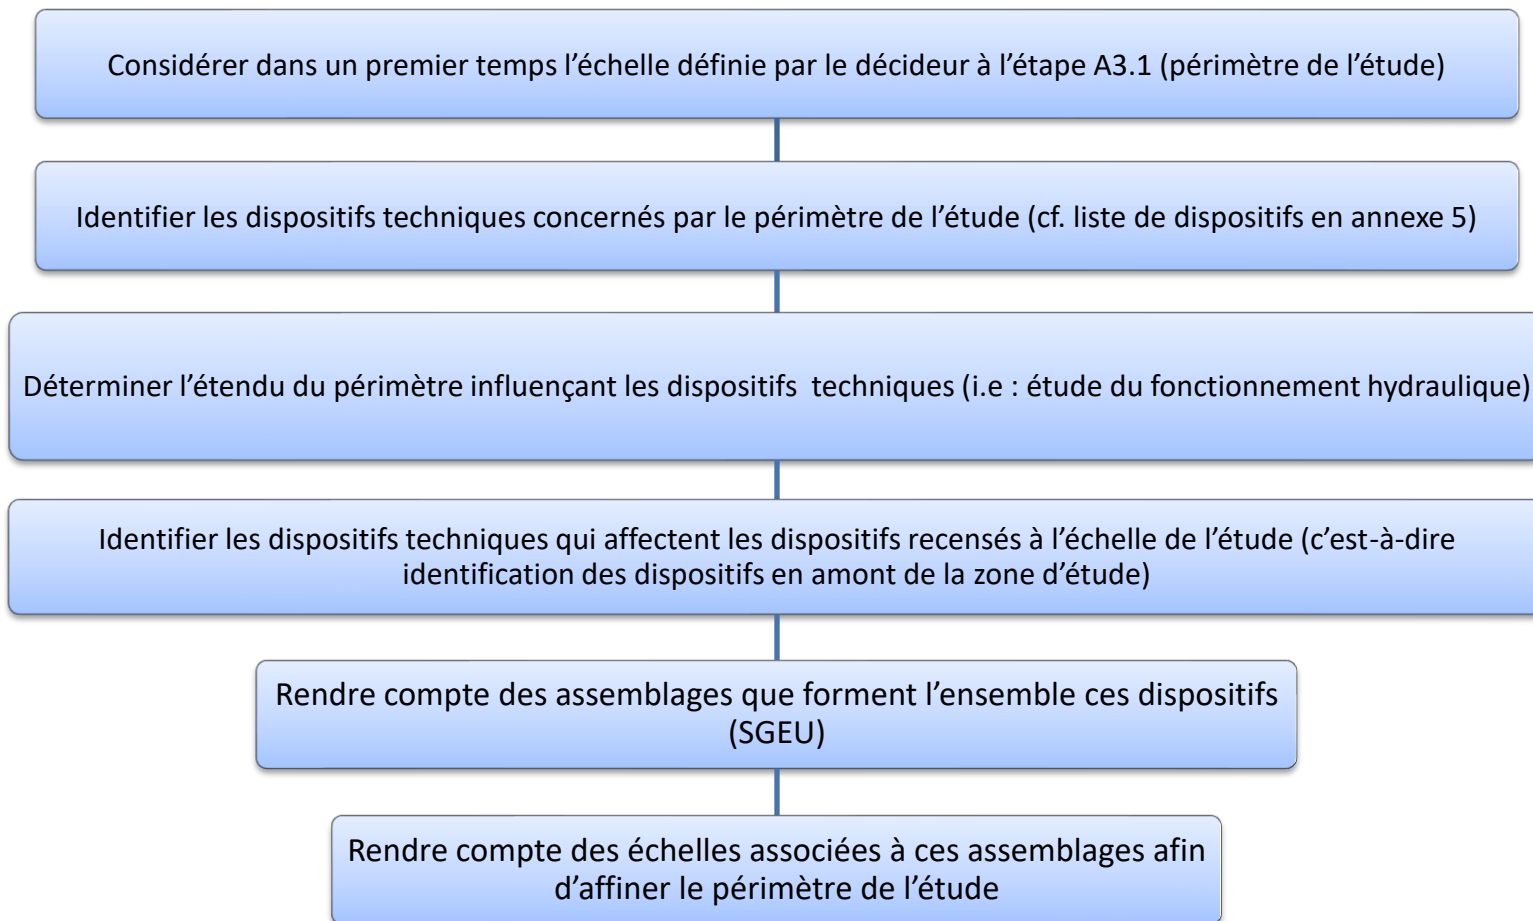 Considérer dans un premier temps l’échelle définie par le décideur à l’étape A3.1 (périmètre de l’étude)
Identifier les dispositifs techniques concernés par le périmètre de l’étude (cf. liste de dispositifs en annexe 5)
Déterminer l’étendu du périmètre influençant les dispositifs techniques (i.e : étude du fonctionnement hydraulique)
Identifier les dispositifs techniques qui affectent les dispositifs recensés à l’échelle de l’étude (c’est-à-dire
identification des dispositifs en amont de la zone d’étude)
Rendre compte des assemblages que forment l’ensemble ces dispositifs
(SGEU)
Rendre compte des échelles associées à ces assemblages afin
d’affiner le périmètre de l’étude